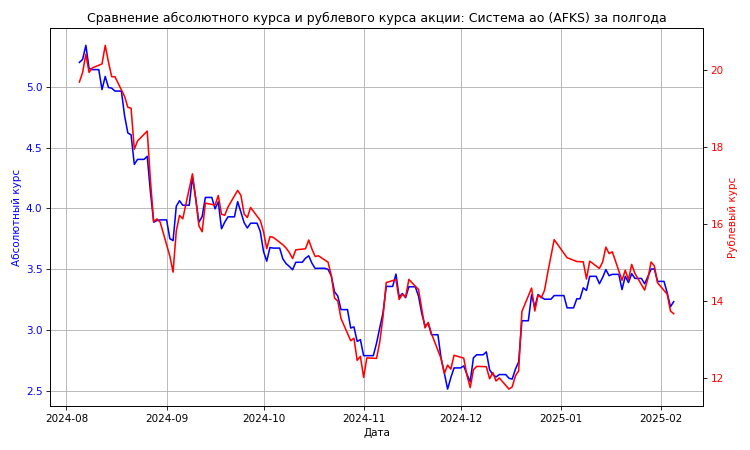 Сравнение абсолютного курса и рублевого курса акции: Система ао (AFKS) за полгода
Абсолютный курс
5.0
4.5
4.0
3.5
3.0
2.5
20
18
16
14
12
Рублевый курс
2024-08 2024-09 2024-10 2024-11 2024-12 2025-01 2025-02
Дата